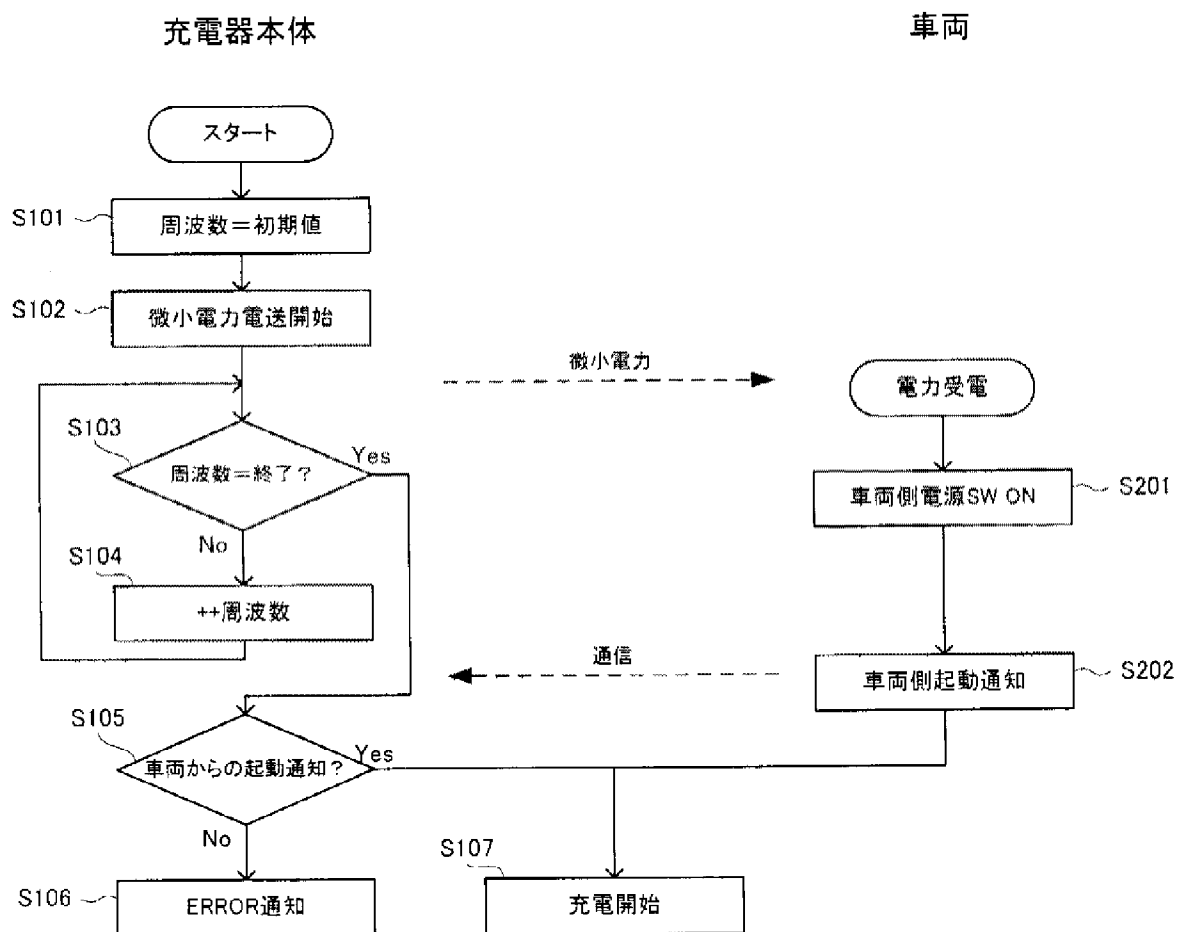 充電器本体
車両
スタート
S101
周波数＝初期値
S102
微小電力電送開始
微小電力
電力受電
S103
周波数＝終了？
Yes
No
S201
車両側電源SW ON
S104
++周波数
通信
S202
車両側起動通知
S105
車両からの起動通知？
Yes
No
S106
ERROR通知
S107
充電開始